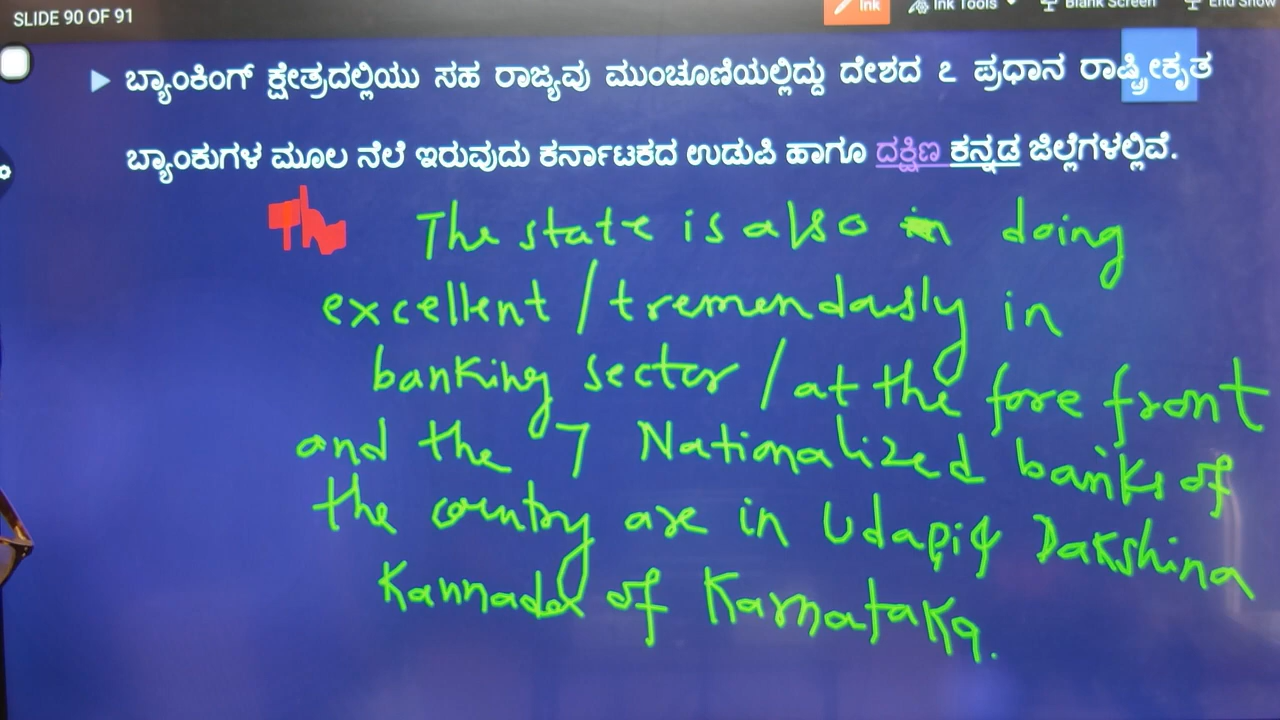 SLIDE 90 OF 91
Ink Ink Tools Blank Screen End Show
ಬ್ಯಾಂಕಿಂಗ್ ಕ್ಷೇತ್ರದಲ್ಲಿಯು ಸಹ ರಾಜ್ಯವು ಮುಂಚೂಣಿಯಲ್ಲಿದ್ದು ದೇಶದ ೭ ಪ್ರಧಾನ ರಾಷ್ಟ್ರೀಕೃತ
ಬ್ಯಾಂಕುಗಳ ಮೂಲ ನೆಲೆ ಇರುವುದು ಕರ್ನಾಟಕದ ಉಡುಪಿ ಹಾಗೂ ದಕ್ಷಿಣ ಕನ್ನಡ ಜಿಲ್ಲೆಗಳಲ್ಲಿವೆ.
Th The state is also in doing
excellent / tremendously in
banking sector / at the fore front
and the 7 Nationalized banks of
the country are in Udapi & Dakshina
Kannada of Karnataka.